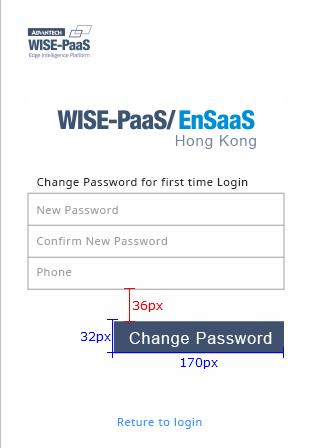 ADVANTECH
WISE-PaaS
Edge Intelligence Platform
WISE-PaaS/ EnSaaS
Hong Kong
Change Password for first time Login
New Password
Confirm New Password
Phone
36px
32px
Change Password
170px
Reture to login